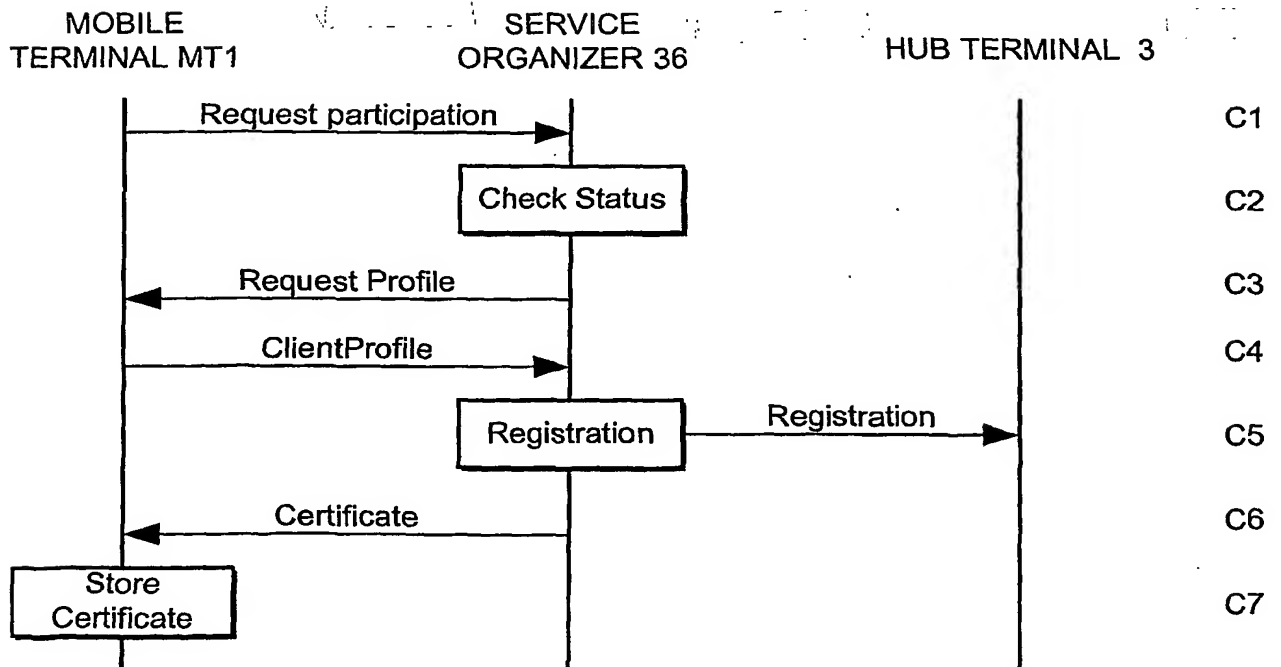 MOBILE
TERMINAL MT1
SERVICE
ORGANIZER 36
HUB TERMINAL 3
Request participation
C1
Check Status
C2
Request Profile
C3
ClientProfile
C4
Registration
Registration
C5
Certificate
C6
Store
Certificate
C7